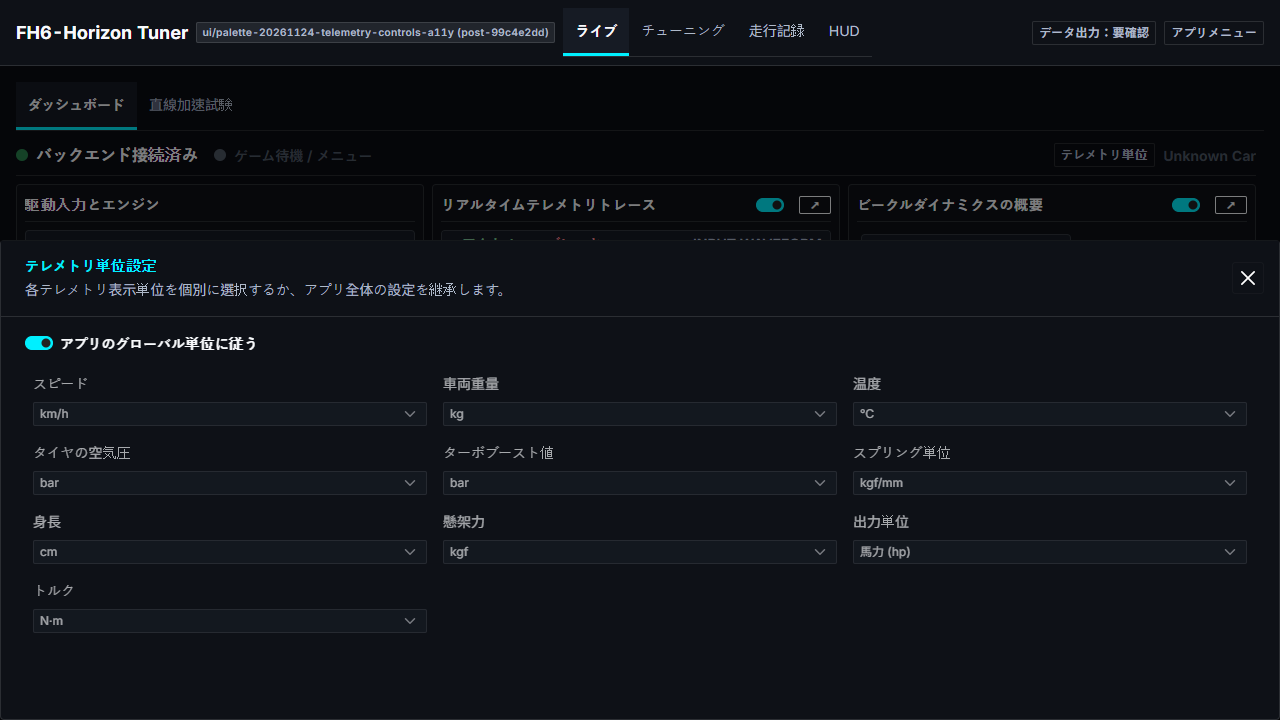 FH6-Horizon Tuner
ui/palette-20261124-telemetry-controls-a11y (post-99c4e2dd)
ライブ
チューニング
走行記録
HUD
データ出力：要確認
アプリメニュー
ダッシュボード
直線加速試験
バックエンド接続済み
ゲーム待機 / メニュー
テレメトリ単位
Unknown Car
駆動入力とエンジン
リアルタイムテレメトリトレース
ビークルダイナミクスの概要
テレメトリ単位設定
各テレメトリ表示単位を個別に選択するか、アプリ全体の設定を継承します。
アプリのグローバル単位に従う
スピード
車両重量
温度
km/h
kg
°C
タイヤの空気圧
ターボブースト値
スプリング単位
bar
bar
kgf/mm
身長
懸架力
出力単位
cm
kgf
馬力 (hp)
トルク
N·m